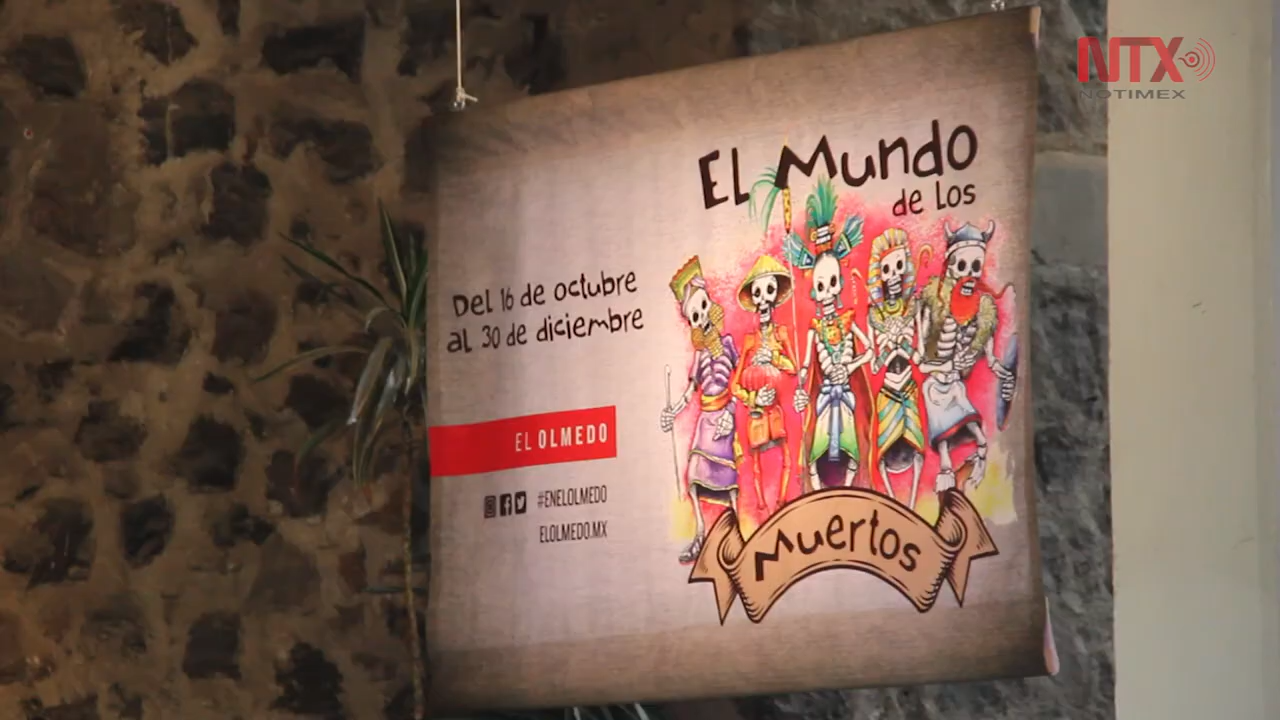 NTX
NOTIMEX
EL Mundo
de Los
Muertos
Del 16 de octubre
al 30 de diciembre
EL OLMEDO
#ENELOLMEDO
ELOLMEDO.MX